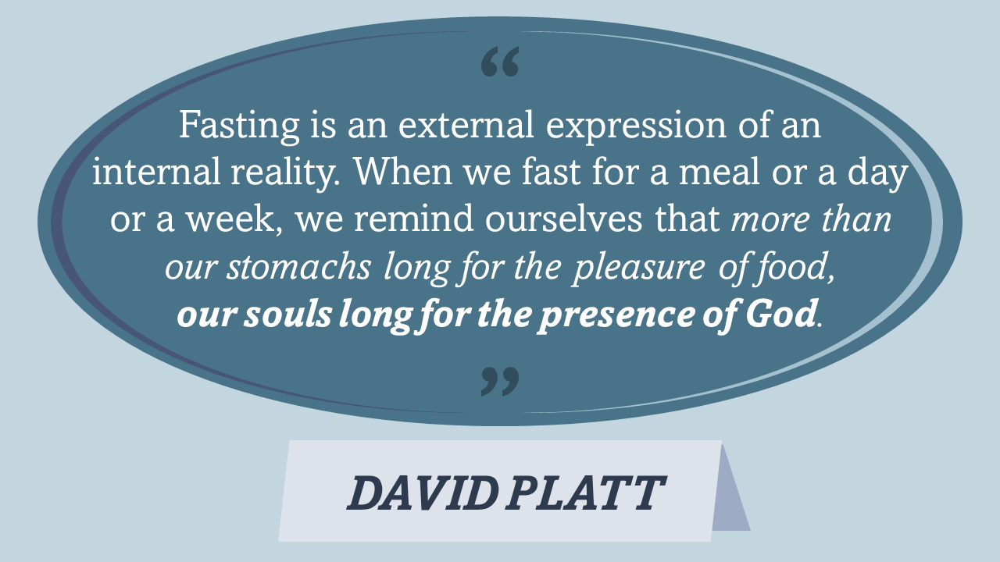 “
Fasting is an external expression of an
internal reality. When we fast for a meal or a day
or a week, we remind ourselves that more than
our stomachs long for the pleasure of food,
our souls long for the presence of God.
”
DAVID PLATT